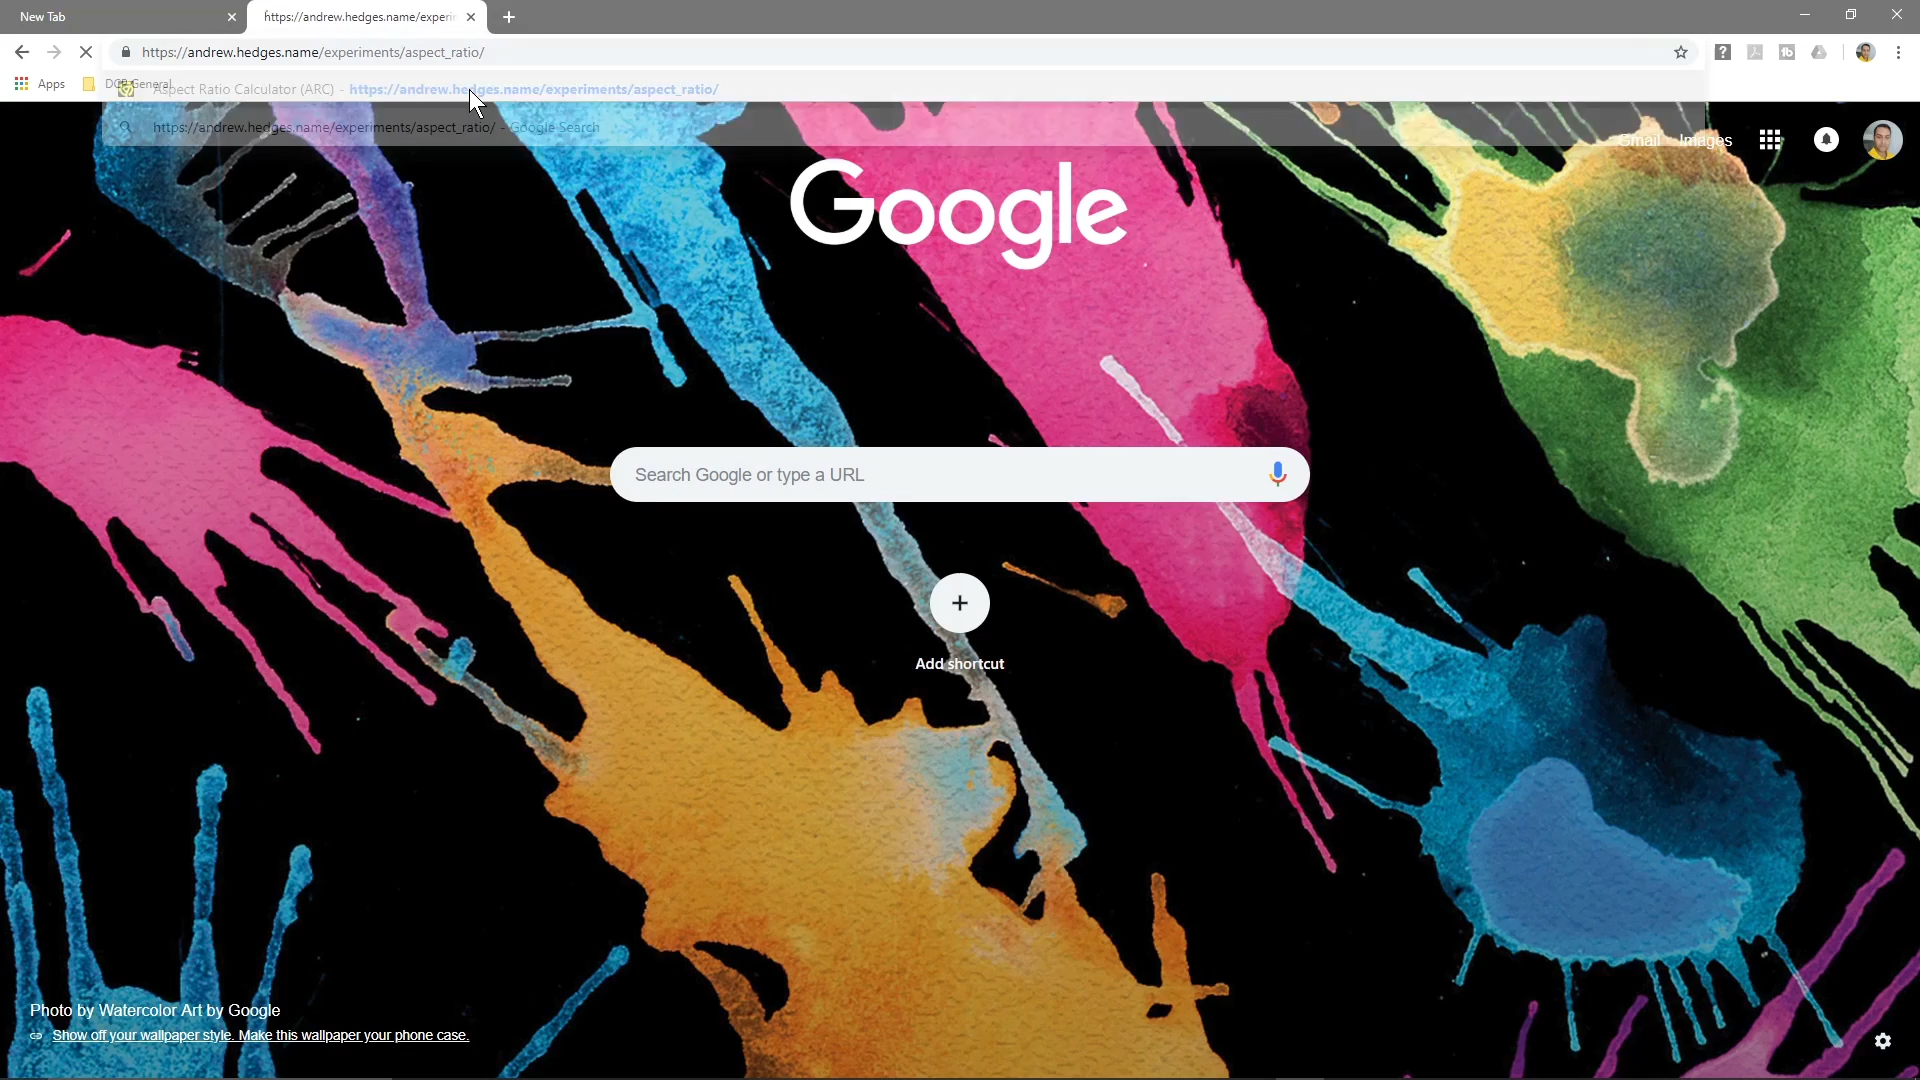 New Tab
https://andrew.hedges.name/experim
https://andrew.hedges.name/experiments/aspect_ratio/
Apps
DCP General
Aspect Ratio Calculator (ARC) - https://andrew.hedges.name/experiments/aspect_ratio/
https://andrew.hedges.name/experiments/aspect_ratio/ - Google Search
Gmail Images
Google
Search Google or type a URL
Add shortcut
Photo by Watercolor Art by Google
Show off your wallpaper style. Make this wallpaper your phone case.